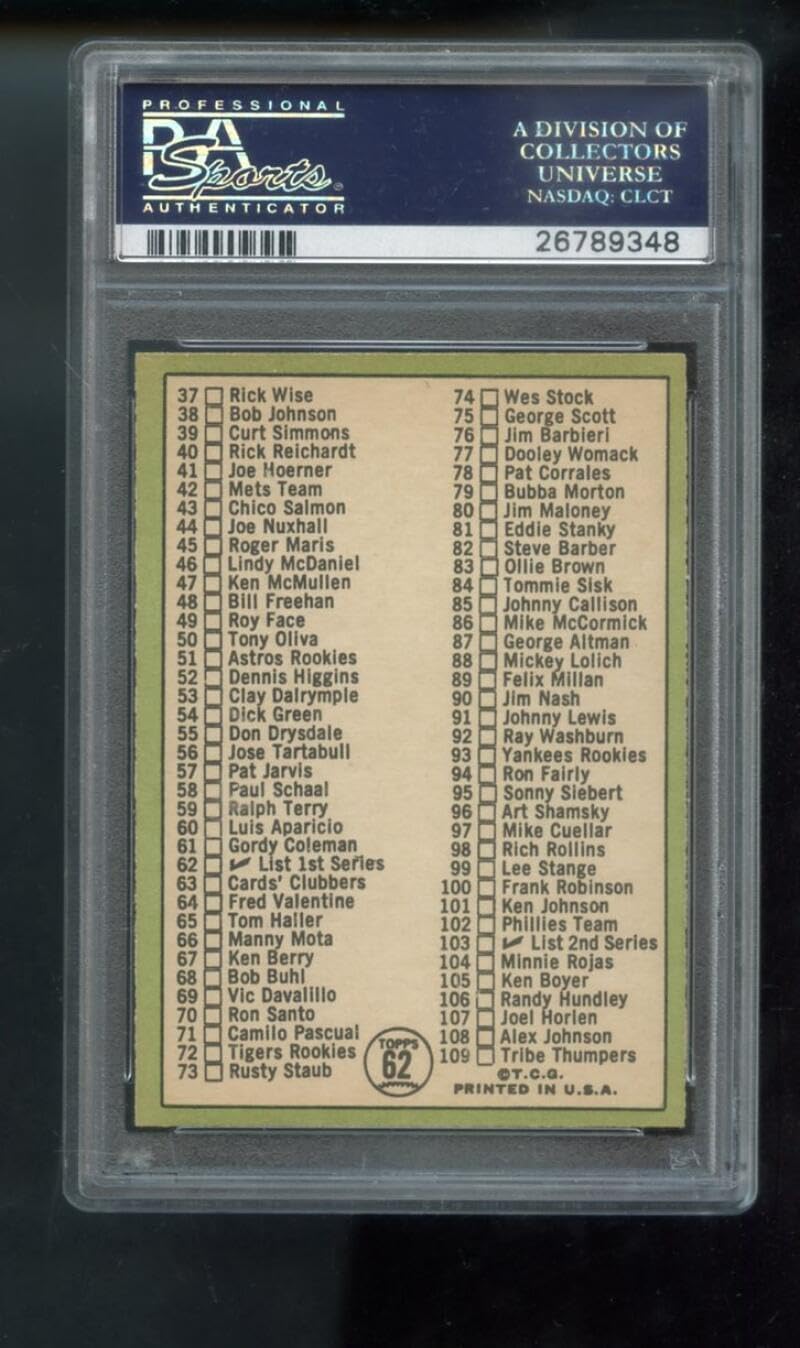 PROFESSIONAL
PSA
Sports
AUTHENTICATOR
A DIVISION OF
COLLECTORS
UNIVERSE
NASDAQ: CLCT
26789348
37 Rick Wise
38 Bob Johnson
39 Curt Simmons
40 Rick Reichardt
41 Joe Hoerner
42 Mets Team
43 Chico Salmon
44 Joe Nuxhall
45 Roger Maris
46 Lindy McDaniel
47 Ken McMullen
48 Bill Freehan
49 Roy Face
50 Tony Oliva
51 Astros Rookies
52 Dennis Higgins
53 Clay Dalrymple
54 Dick Green
55 Don Drysdale
56 Jose Tartabull
57 Pat Jarvis
58 Paul Schaal
59 Ralph Terry
60 Luis Aparicio
61 Gordy Coleman
62 ✔ List 1st Series
63 Cards' Clubbers
64 Fred Valentine
65 Tom Haller
66 Manny Mota
67 Ken Berry
68 Bob Buhl
69 Vic Davalillo
70 Ron Santo
71 Camilo Pascual
72 Tigers Rookies
73 Rusty Staub
TOPPS
62
74 Wes Stock
75 George Scott
76 Jim Barbieri
77 Dooley Womack
78 Pat Corrales
79 Bubba Morton
80 Jim Maloney
81 Eddie Stanky
82 Steve Barber
83 Ollie Brown
84 Tommie Sisk
85 Johnny Callison
86 Mike McCormick
87 George Altman
88 Mickey Lolich
89 Felix Millan
90 Jim Nash
91 Johnny Lewis
92 Ray Washburn
93 Yankees Rookies
94 Ron Fairly
95 Sonny Siebert
96 Art Shamsky
97 Mike Cuellar
98 Rich Rollins
99 Lee Stange
100 Frank Robinson
101 Ken Johnson
102 Phillies Team
103 ✔ List 2nd Series
104 Minnie Rojas
105 Ken Boyer
106 Randy Hundley
107 Joel Horlen
108 Alex Johnson
109 Tribe Thumpers
©T.C.G.
PRINTED IN U.S.A.